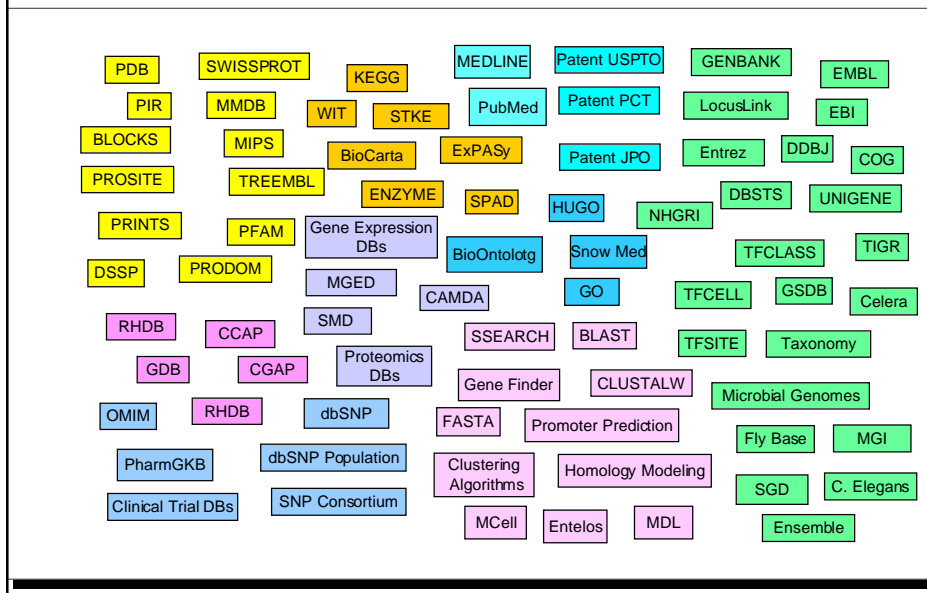 PDB
SWISSPROT
KEGG
MEDLINE
Patent USPTO
GENBANK
EMBL
PIR
MMDB
WIT
STKE
PubMed
Patent PCT
LocusLink
EBI
BLOCKS
MIPS
BioCarta
ExPASy
Patent JPO
Entrez
DDBJ
COG
PROSITE
TREEMBL
ENZYME
SPAD
HUGO
NHGRI
DBSTS
UNIGENE
PRINTS
PFAM
Gene Expression
DBs
BioOntolotg
Snow Med
TFCLASS
TIGR
DSSP
PRODOM
MGED
CAMDA
GO
TFCELL
GSDB
Celera
RHDB
CCAP
SMD
SSEARCH
BLAST
TFSITE
Taxonomy
GDB
CGAP
Proteomics
DBs
Gene Finder
CLUSTALW
Microbial Genomes
OMIM
RHDB
dbSNP
FASTA
Promoter Prediction
Fly Base
MGI
PharmGKB
dbSNP Population
Clustering
Algorithms
Homology Modeling
SGD
C. Elegans
Clinical Trial DBs
SNP Consortium
MCell
Entelos
MDL
Ensemble